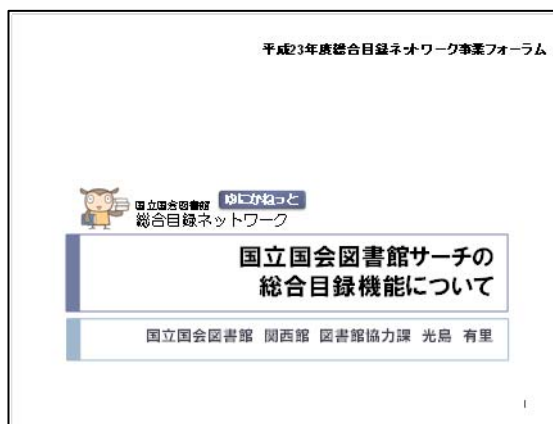 平成23年度総合目録ネットワーク事業フォーラム
国立国会図書館 ゆにかねっと
総合目録ネットワーク
国立国会図書館サーチの
総合目録機能について
国立国会図書館 関西館 図書館協力課 光島 有里
1